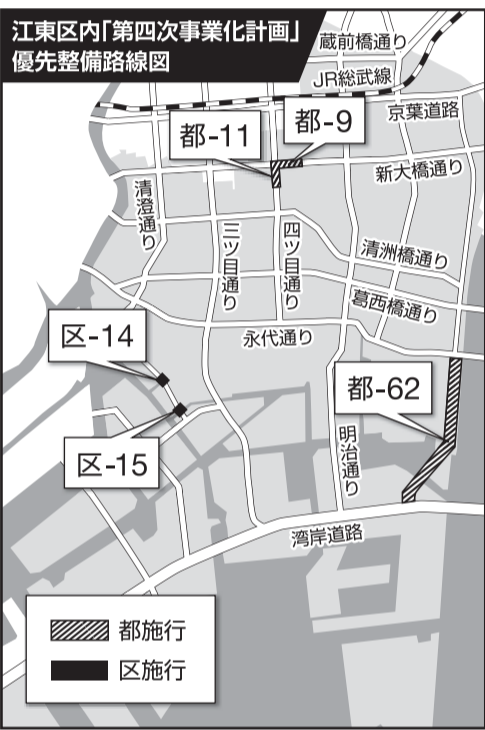 江東区内「第四次事業化計画」
優先整備路線図
蔵前橋通り
JR総武線
京葉道路
都-11
都-9
新大橋通り
清澄通り
三ツ目通り
四ツ目通り
清洲橋通り
葛西橋通り
永代通り
区-14
都-62
区-15
明治通り
湾岸道路
都施行
区施行